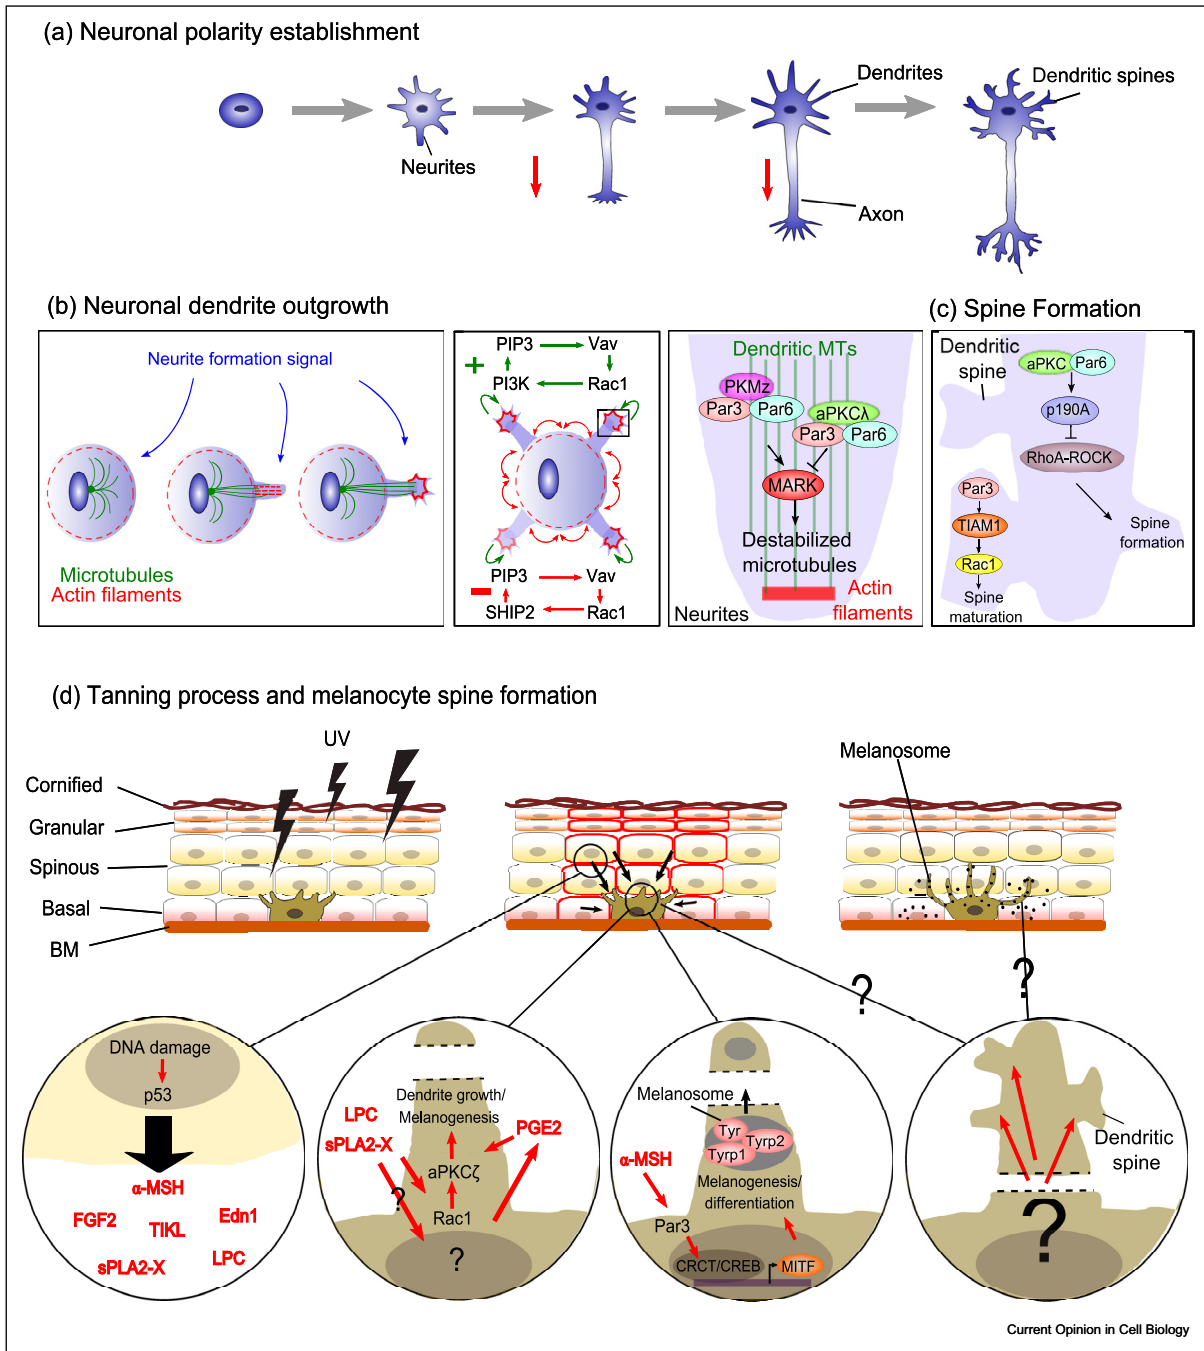 (a) Neuronal polarity establishment
Dendrites
Dendritic spines
Neurites
Axon
(b) Neuronal dendrite outgrowth
(c) Spine Formation
Neurite formation signal
Microtubules
Actin filaments
PIP3
Vav
+
PI3K
Rac1
PIP3
Vav
SHIP2
Rac1
Dendritic MTs
PKMz
Par3
Par6
aPKCλ
Par3
Par6
MARK
Destabilized
microtubules
Neurites
Actin
filaments
Dendritic
spine
aPKC
Par6
p190A
RhoA-ROCK
Par3
TIAM1
Rac1
Spine
maturation
Spine
formation
(d) Tanning process and melanocyte spine formation
UV
Melanosome
Cornified
Granular
Spinous
Basal
BM
?
?
DNA damage
p53
α-MSH
FGF2
TIKL
Edn1
sPLA2-X
LPC
Dendrite growth/
Melanogenesis
LPC
sPLA2-X
PGE2
aPKCζ
?
Rac1
?
Melanosome
Tyr
Tyrp2
Tyrp1
α-MSH
Melanogenesis/
differentiation
Par3
CRCT/CREB
MITF
Dendritic
spine
?
Current Opinion in Cell Biology